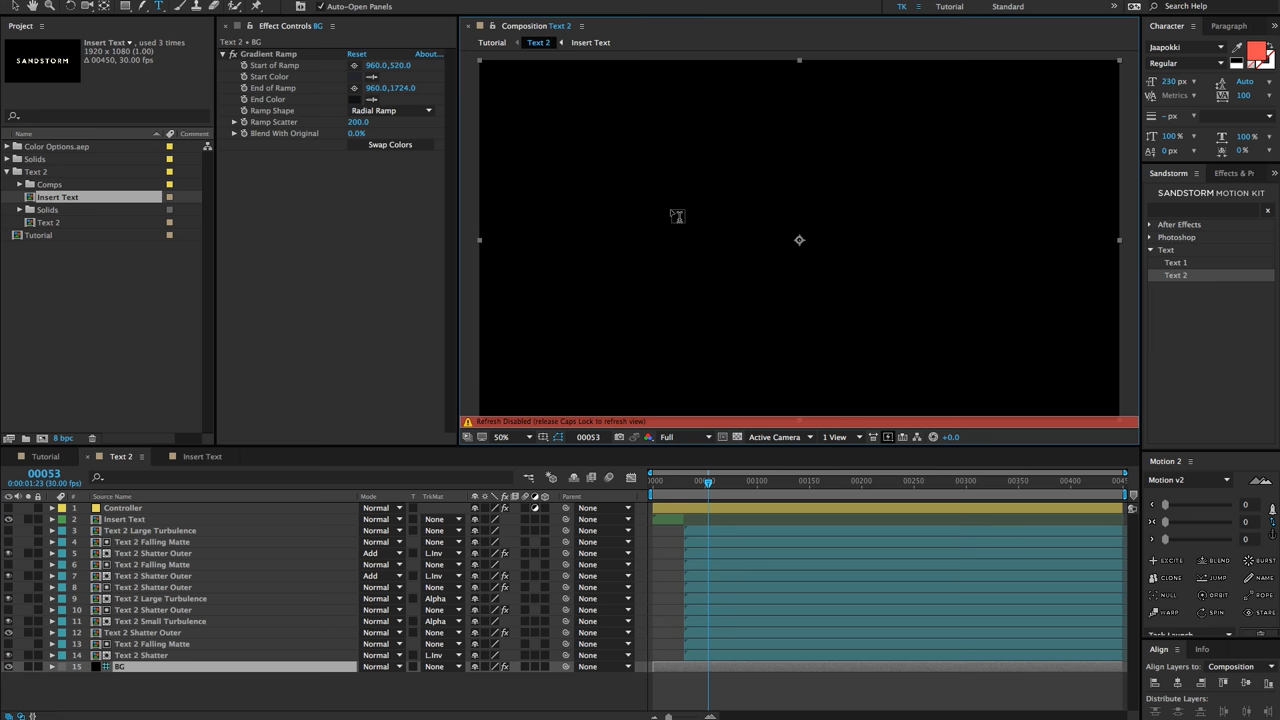 Auto-Open Panels
TK
Tutorial
Standard
Search Help
Project
Insert Text, used 3 times
1920 x 1080 (1.00)
Δ 00450, 30.00 fps
SANDSTORM
Name
Comment
Color Options.aep
Solids
Text 2
Comps
Insert Text
Solids
Text 2
Tutorial
8 bpc
Effect Controls BG
Text 2 • BG
fx Gradient Ramp
Reset
About...
Start of Ramp
960.0,520.0
Start Color
End of Ramp
960.0,1724.0
End Color
Ramp Shape
Radial Ramp
Ramp Scatter
200.0
Blend With Original
0.0%
Swap Colors
Composition Text 2
Tutorial
Text 2
Insert Text
Refresh Disabled (release Caps Lock to refresh view)
50%
00053
Full
Active Camera
1 View
+0.0
Character
Paragraph
Jaapokki
Regular
230 px
Auto
Metrics
100
- px
100 %
100 %
0 px
0 %
Sandstorm
Effects & Pr
SANDSTORM MOTION KIT
After Effects
Photoshop
Text
Text 1
Text 2
Motion 2
Motion v2
0
0
0
EXCITE
BLEND
BURST
CLONE
JUMP
NAME
NULL
ORBIT
ROPE
WARP
SPIN
STARE
Task Launch
Align
Info
Align Layers to:
Composition
Distribute Layers:
Tutorial
Text 2
Insert Text
00053
0:00:01:23 (30.00 fps)
#
Source Name
Mode
T
TrkMat
Parent
1 Controller Normal None
2 Insert Text Normal None None
3 Text 2 Large Turbulence Normal None None
4 Text 2 Falling Matte Normal None None
5 Text 2 Shatter Outer Add L.Inv fx None
6 Text 2 Falling Matte Normal None None
7 Text 2 Shatter Outer Add L.Inv fx None
8 Text 2 Shatter Outer Normal None fx None
9 Text 2 Large Turbulence Normal Alpha None
10 Text 2 Shatter Outer Normal None fx None
11 Text 2 Small Turbulence Normal Alpha None
12 Text 2 Shatter Outer Normal None fx None
13 Text 2 Falling Matte Normal None None
14 Text 2 Shatter Normal L.Inv None
15 BG Normal None fx None
00100
00150
00200
00250
00300
00350
00400